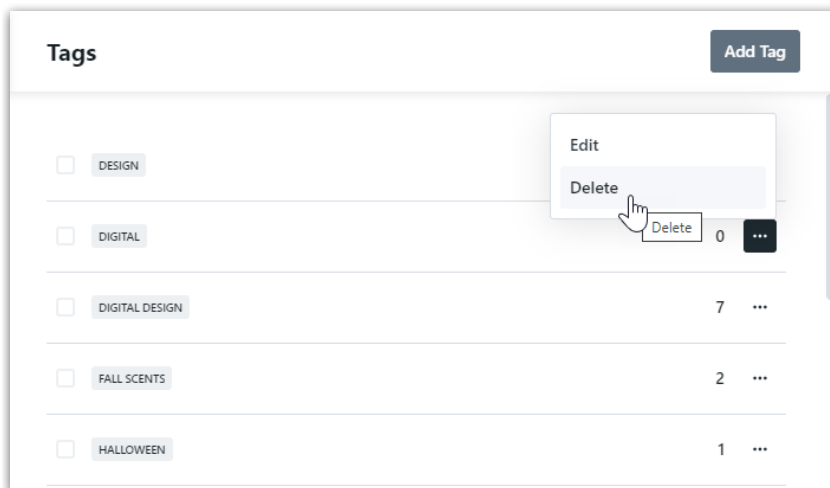 Tags
Add Tag
Edit
DESIGN
Delete
Delete
DIGITAL
0
...
DIGITAL DESIGN
7
...
FALL SCENTS
2
...
HALLOWEEN
1
...